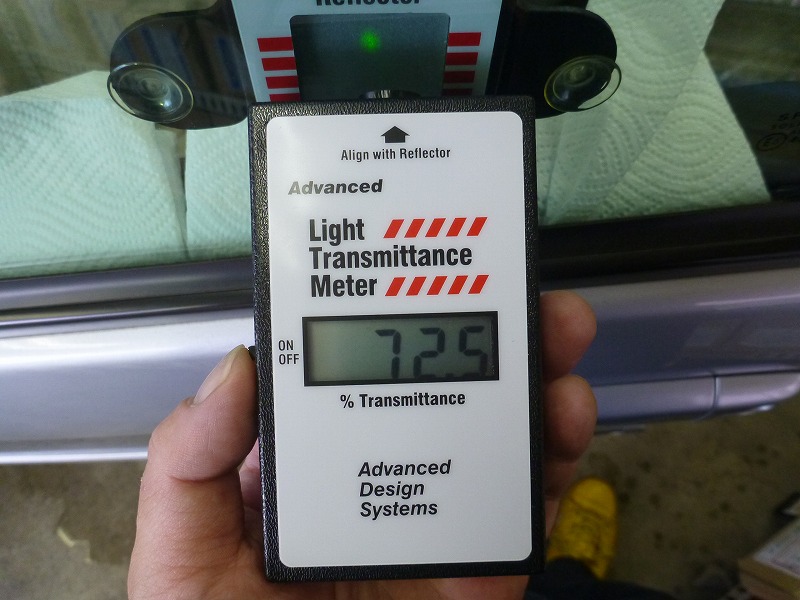 Reflector
Align with Reflector
Advanced
Light
Transmittance
Meter
ON
OFF
72.5
% Transmittance
Advanced
Design
Systems